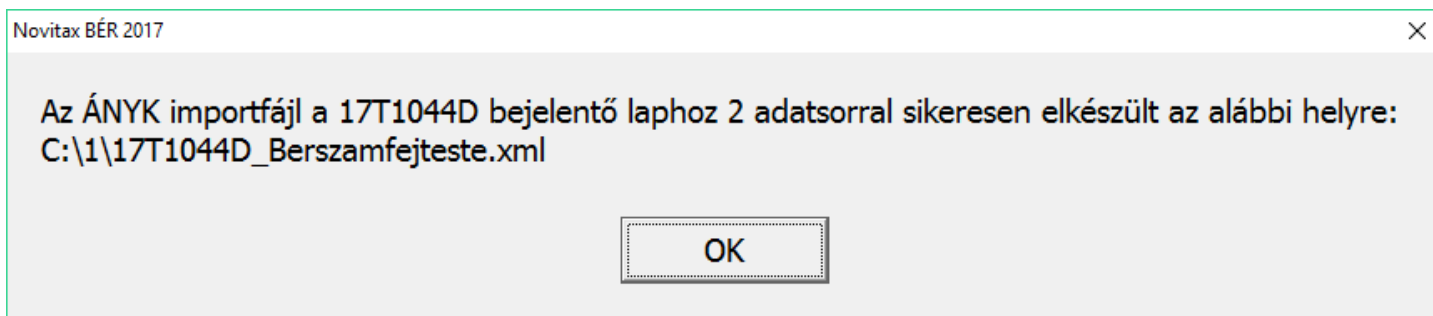 Novitax BÉR 2017
Az ÁNYK importfájl a 17T1044D bejelentő laphoz 2 adatsorral sikeresen elkészült az alábbi helyre:
C:\1\17T1044D_Berszamfejteste.xml
OK